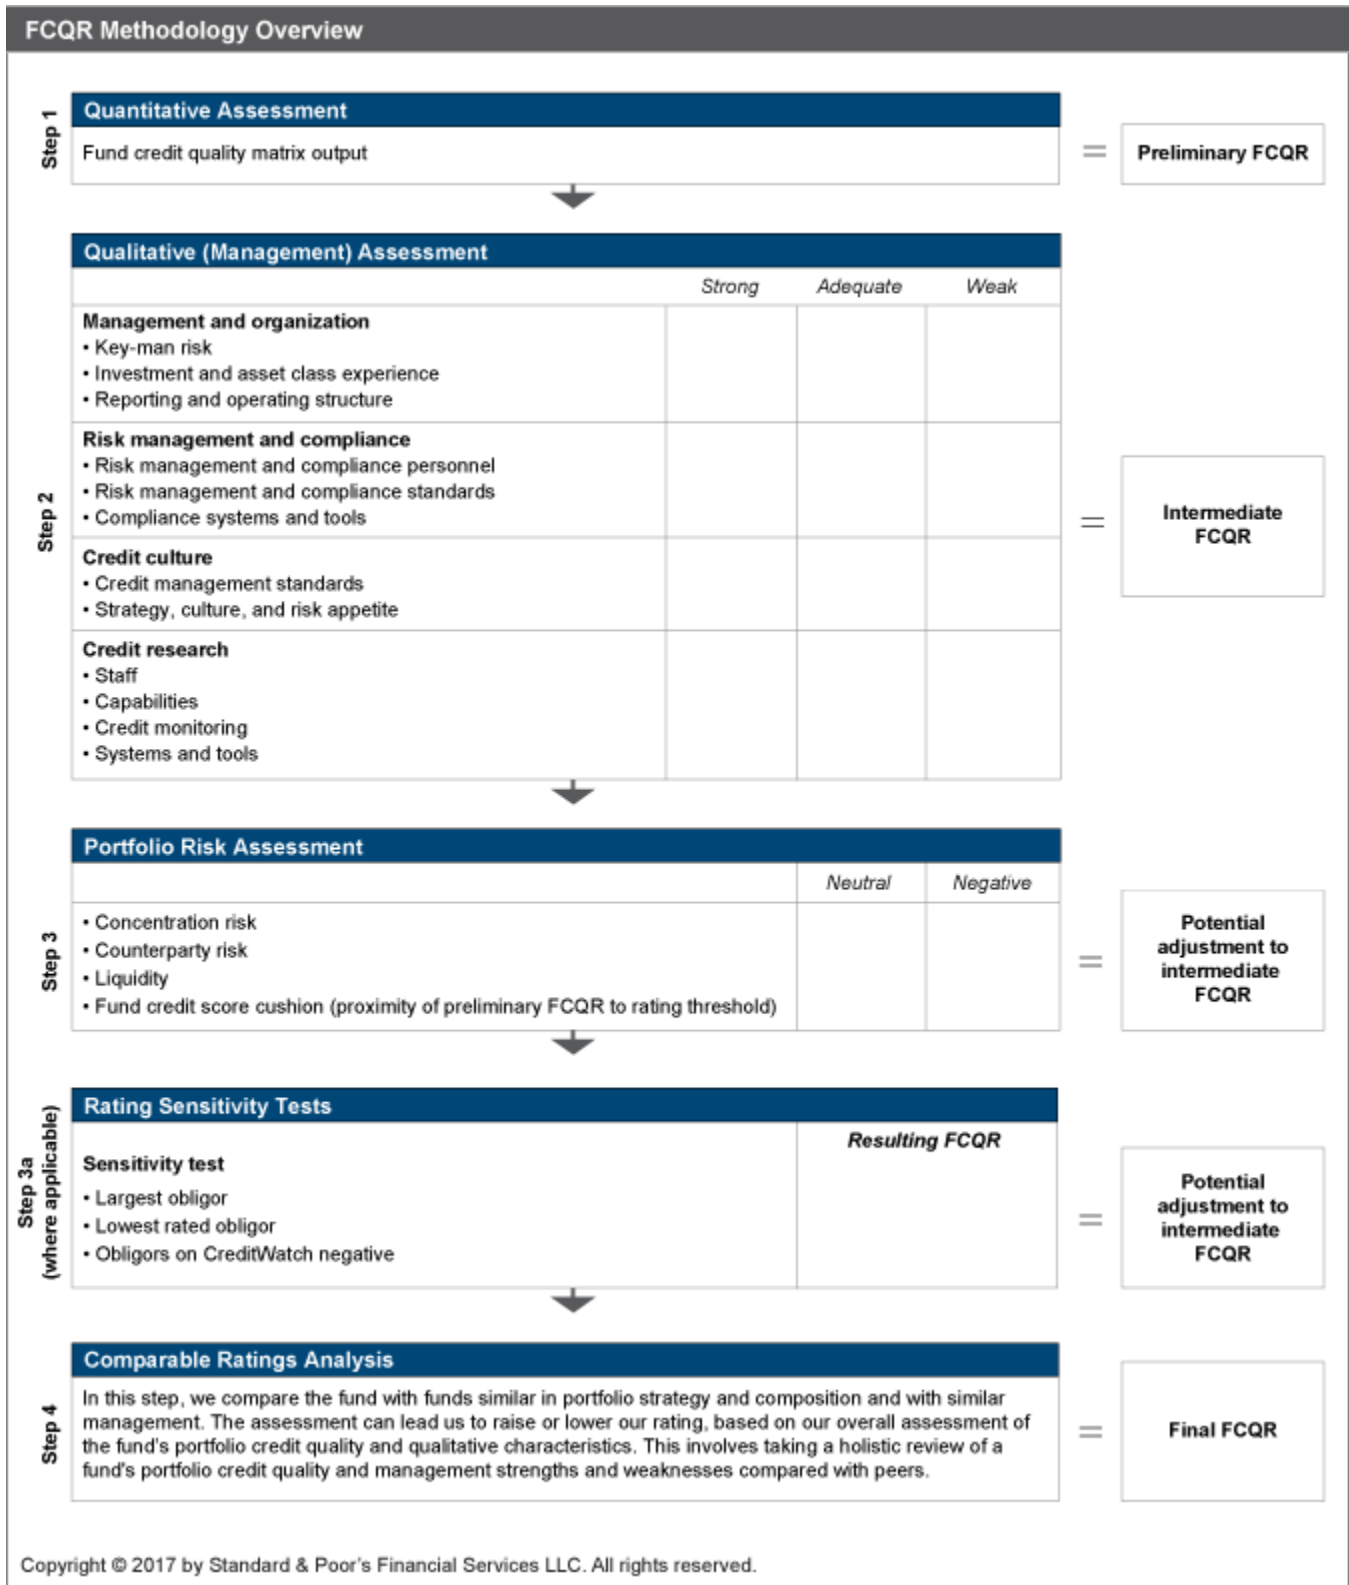 FCQR Methodology Overview
Step 1
Quantitative Assessment
Fund credit quality matrix output
=
Preliminary FCQR
Step 2
Qualitative (Management) Assessment
Strong
Adequate
Weak
Management and organization
• Key-man risk
• Investment and asset class experience
• Reporting and operating structure
Risk management and compliance
• Risk management and compliance personnel
• Risk management and compliance standards
• Compliance systems and tools
Credit culture
• Credit management standards
• Strategy, culture, and risk appetite
Credit research
• Staff
• Capabilities
• Credit monitoring
• Systems and tools
=
Intermediate
FCQR
Step 3
Portfolio Risk Assessment
Neutral
Negative
• Concentration risk
• Counterparty risk
• Liquidity
• Fund credit score cushion (proximity of preliminary FCQR to rating threshold)
=
Potential
adjustment to
intermediate
FCQR
Step 3a
(where applicable)
Rating Sensitivity Tests
Resulting FCQR
Sensitivity test
• Largest obligor
• Lowest rated obligor
• Obligors on CreditWatch negative
=
Potential
adjustment to
intermediate
FCQR
Step 4
Comparable Ratings Analysis
In this step, we compare the fund with funds similar in portfolio strategy and composition and with similar
management. The assessment can lead us to raise or lower our rating, based on our overall assessment of
the fund's portfolio credit quality and qualitative characteristics. This involves taking a holistic review of a
fund's portfolio credit quality and management strengths and weaknesses compared with peers.
=
Final FCQR
Copyright © 2017 by Standard & Poor's Financial Services LLC. All rights reserved.